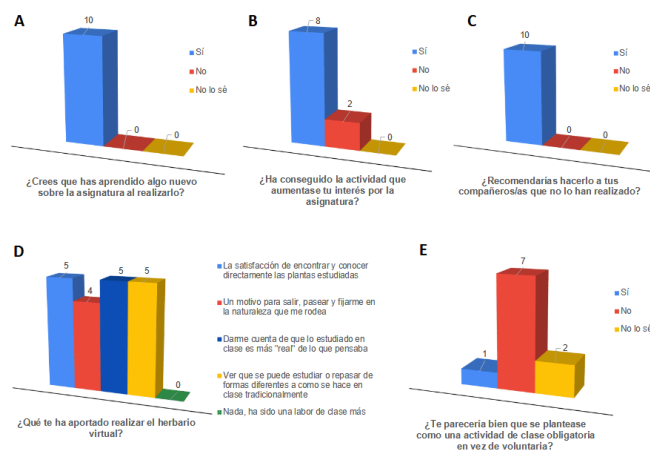 A
10
0
0
Sí
No
No lo sé
¿Crees que has aprendido algo nuevo
sobre la asignatura al realizarlo?
B
8
2
0
Sí
No
No lo sé
¿Ha conseguido la actividad que
aumentase tu interés por la
asignatura?
C
10
0
0
Sí
No
No lo sé
¿Recomendarías hacerlo a tus
compañeros/as que no lo han realizado?
D
5
4
5
5
0
La satisfacción de encontrar y conocer
directamente las plantas estudiadas
Un motivo para salir, pasear y fijarme en
la naturaleza que me rodea
Darme cuenta de que lo estudiado en
clase es más "real" de lo que pensaba
Ver que se puede estudiar o repasar de
formas diferentes a como se hace en
clase tradicionalmente
Nada, ha sido una labor de clase más
¿Qué te ha aportado realizar el herbario
virtual?
E
1
7
2
Sí
No
No lo sé
¿Te parecería bien que se plantease
como una actividad de clase obligatoria
en vez de voluntaria?